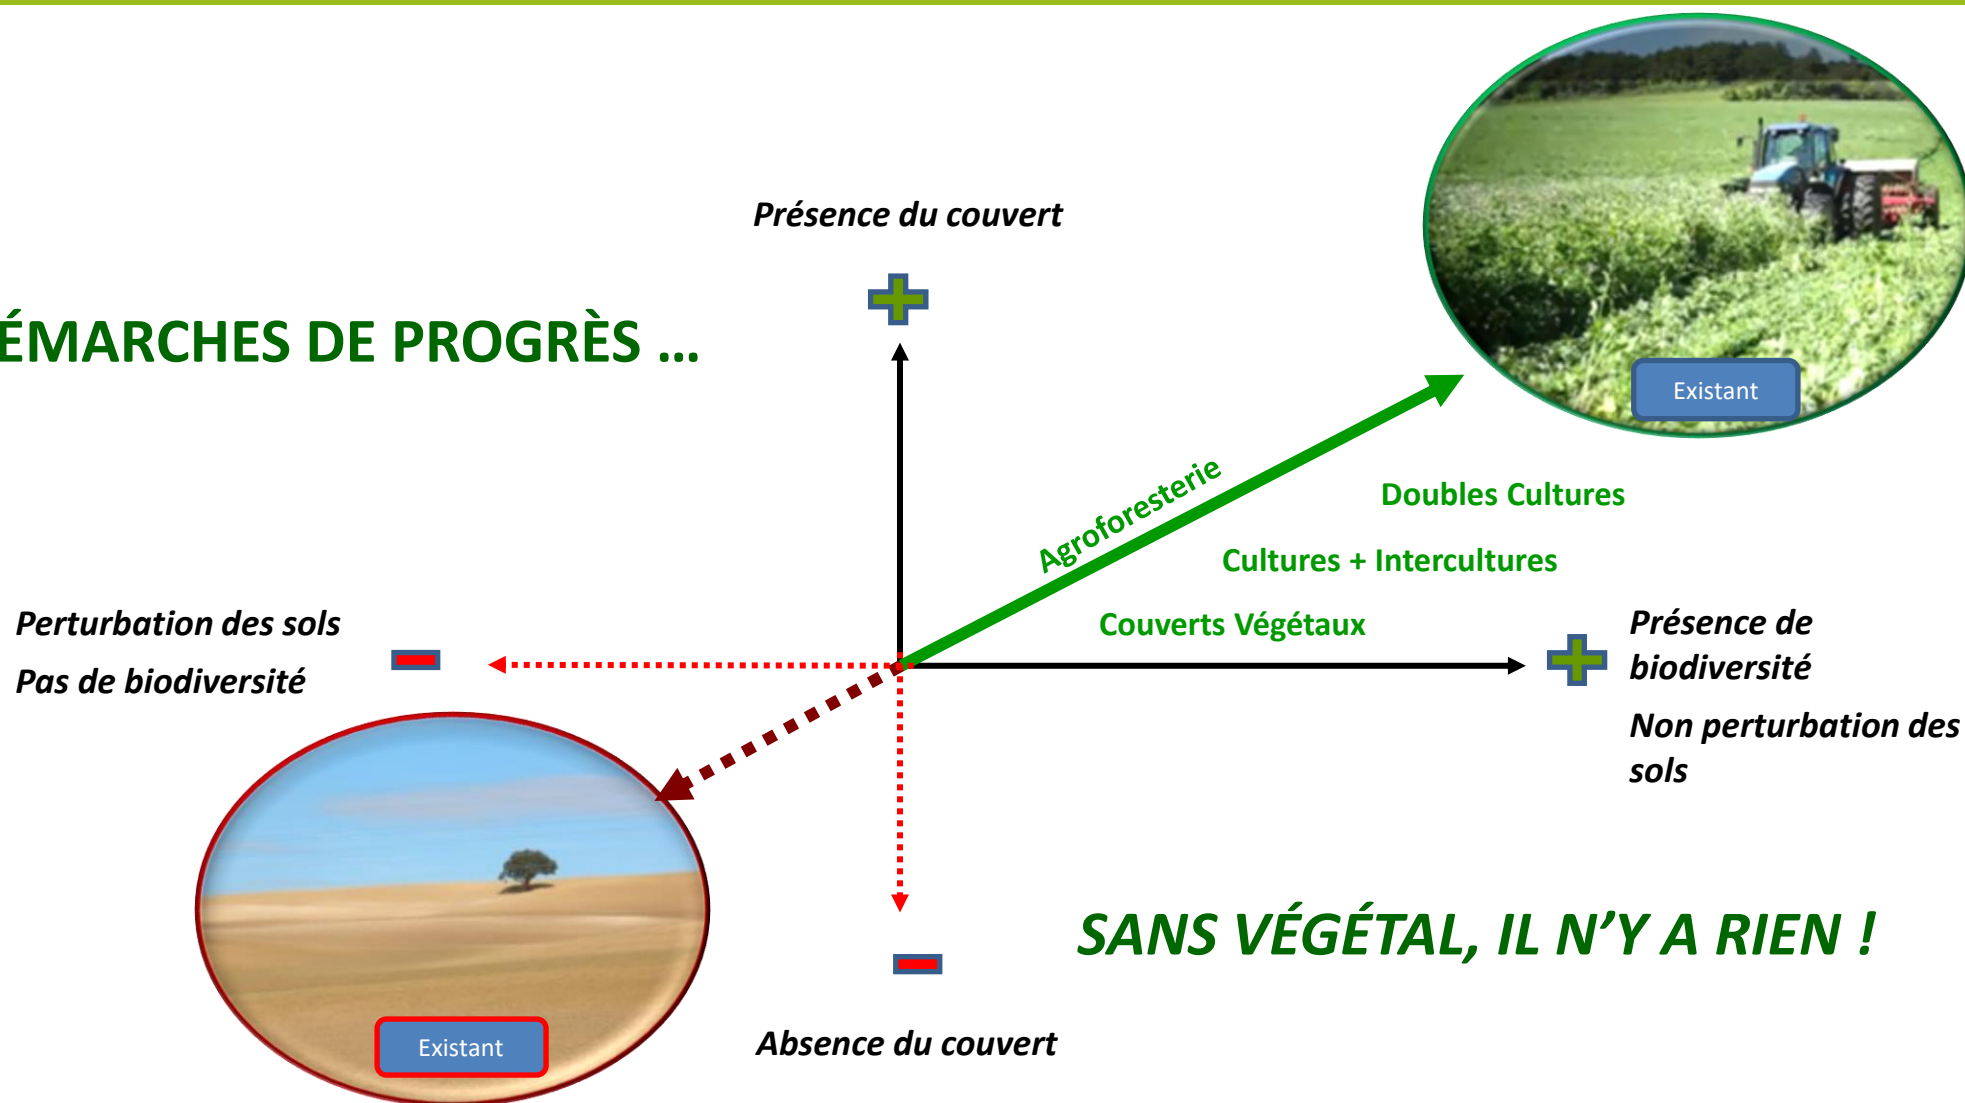 Présence du couvert
ÉMARCHES DE PROGRÈS ...
Existant
Agroforesterie
Doubles Cultures
Cultures + Intercultures
Couverts Végétaux
Perturbation des sols
Pas de biodiversité
Présence de
biodiversité
Non perturbation des
sols
SANS VÉGÉTAL, IL N’Y A RIEN !
Existant
Absence du couvert